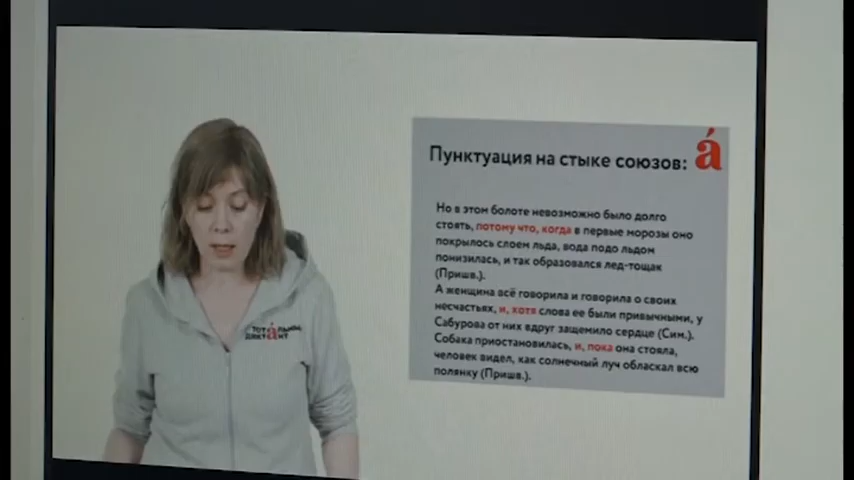 Пунктуация на стыке союзов:
á
Но в этом болоте невозможно было долго
стоять, потому что, когда в первые морозы оно
покрылось слоем льда, вода подо льдом
понизилась, и так образовался лед-тощак
(Пришв.).
А женщина всё говорила и говорила о своих
несчастьях, и, хотя слова ее были привычными, у
Сабурова от них вдруг защемило сердце (Сим.).
Собака приостановилась, и, пока она стояла,
человек видел, как солнечный луч обласкал всю
полянку (Пришв.).
ТОТАЛЬНЫЙ
ДИКТАНТ